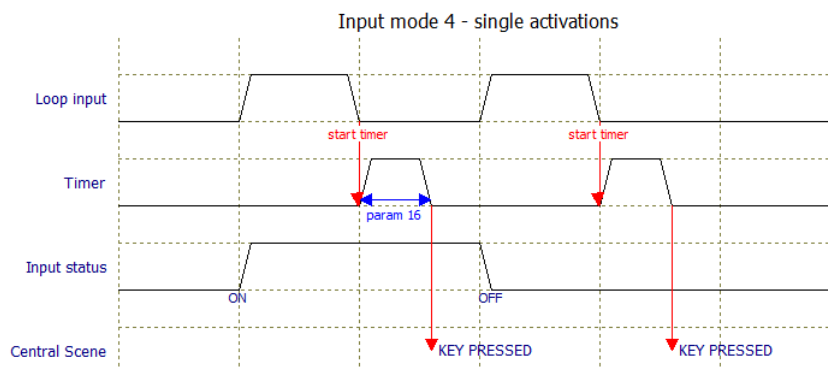 Input mode 4 - single activations
Loop input
start timer
start timer
Timer
param 16
Input status
ON
OFF
Central Scene
KEY PRESSED
KEY PRESSED